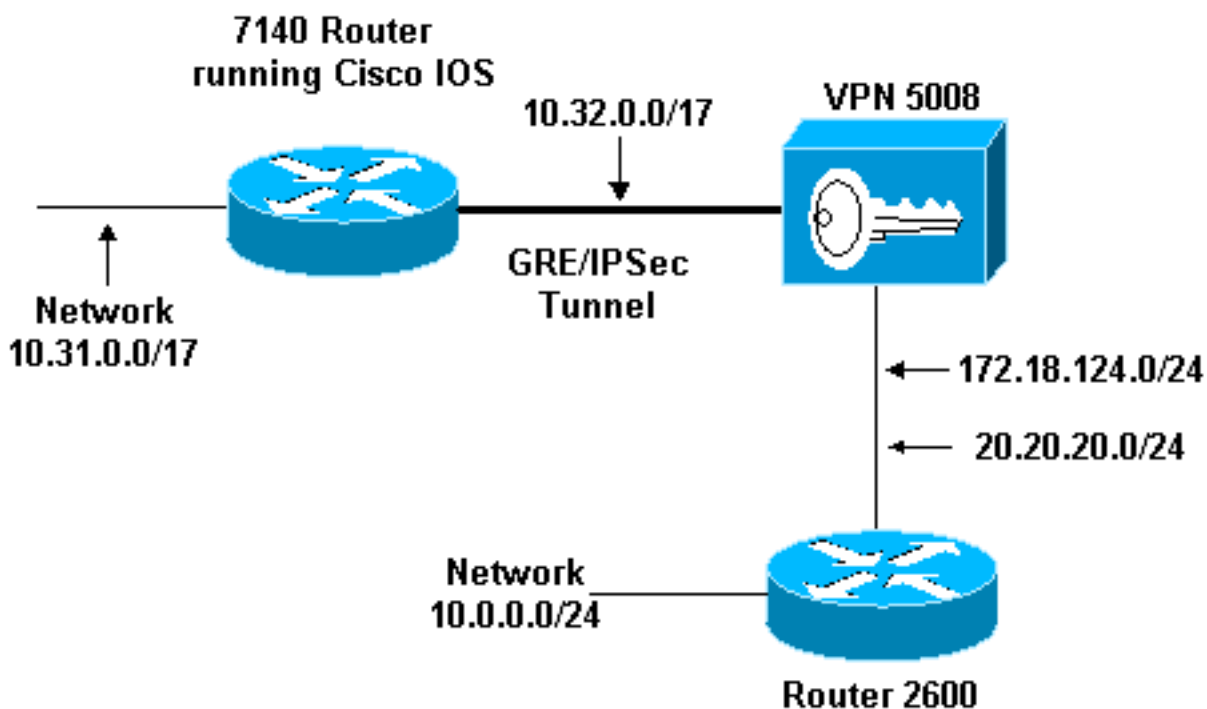 7140 Router
running Cisco IOS
10.32.0.0/17
VPN 5008
GRE/IPSec
Tunnel
Network
10.31.0.0/17
172.18.124.0/24
20.20.20.0/24
Network
10.0.0.0/24
Router 2600